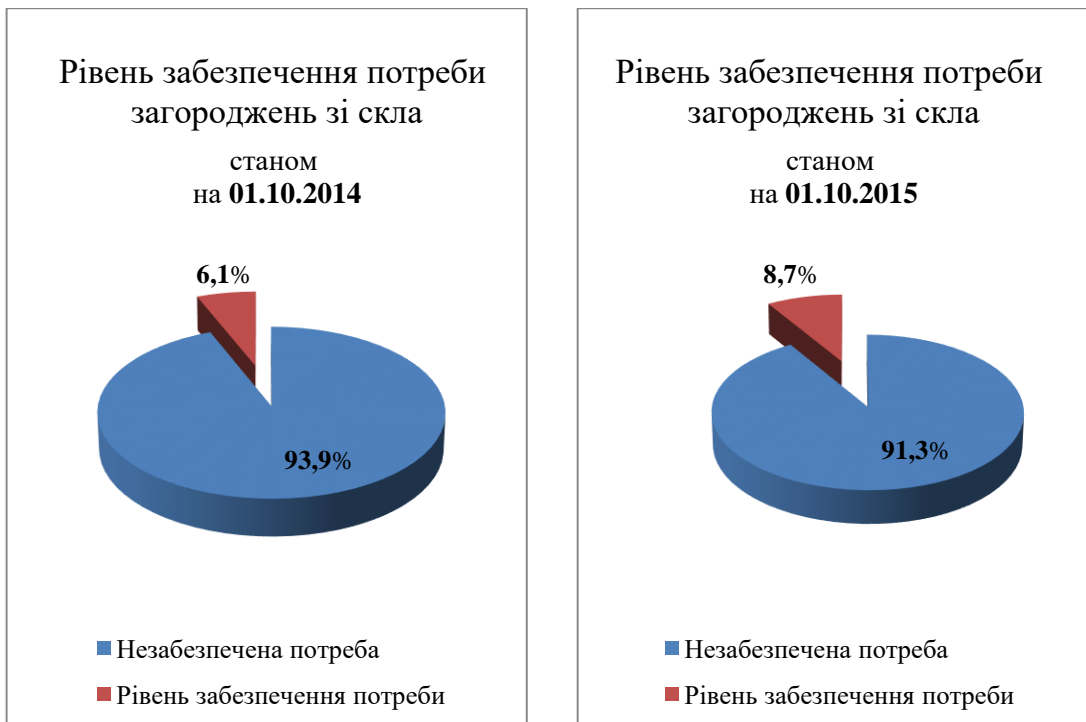 Рівень забезпечення потреби
загороджень зі скла
станом
на 01.10.2014
6,1%
93,9%
Незабезпечена потреба
Рівень забезпечення потреби
Рівень забезпечення потреби
загороджень зі скла
станом
на 01.10.2015
8,7%
91,3%
Незабезпечена потреба
Рівень забезпечення потреби